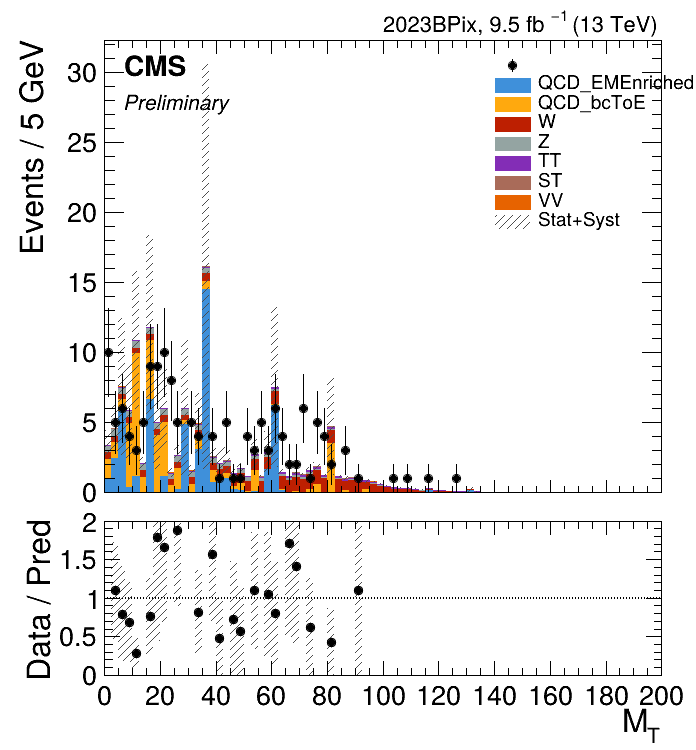 2023BPix, 9.5 fb⁻¹ (13 TeV)
CMS
Preliminary
QCD_EMEnriched
QCD_bcToE
W
Z
TT
ST
VV
Stat+Syst
Events / 5 GeV
30
25
20
15
10
5
0
Data / Pred
2
1.5
1
0.5
0
0 20 40 60 80 100 120 140 160 180 200
M_T